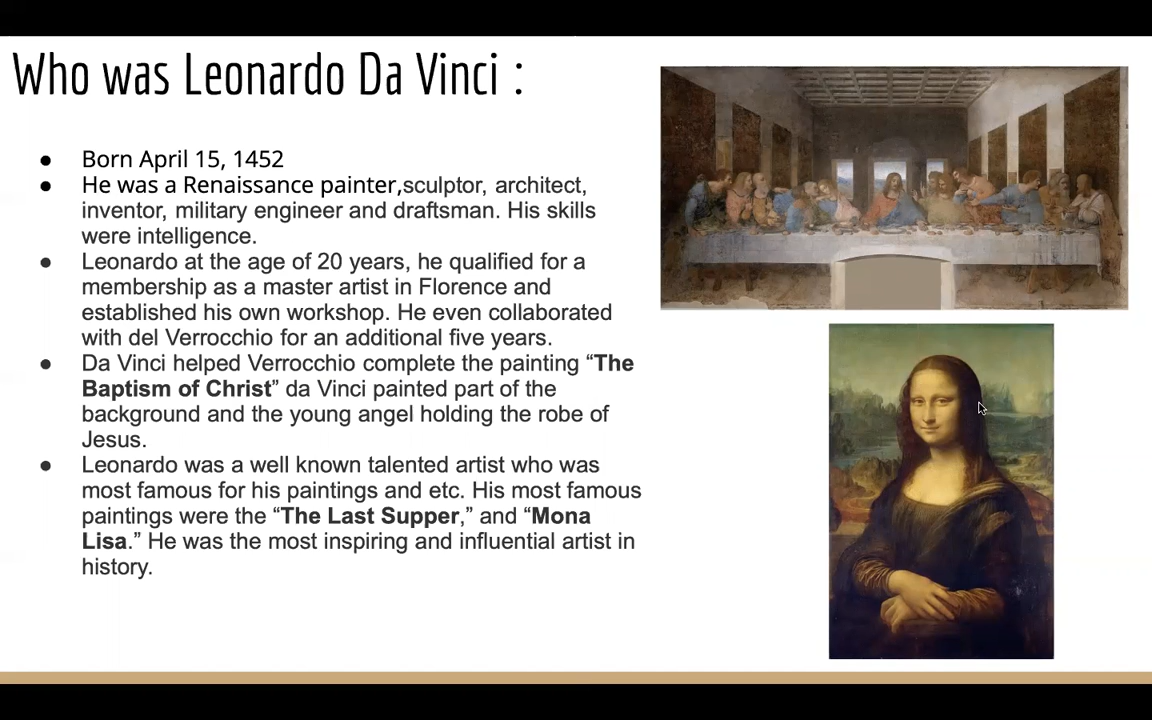 Who was Leonardo Da Vinci :
● Born April 15, 1452
● He was a Renaissance painter,sculptor, architect,
inventor, military engineer and draftsman. His skills
were intelligence.
● Leonardo at the age of 20 years, he qualified for a
membership as a master artist in Florence and
established his own workshop. He even collaborated
with del Verrocchio for an additional five years.
● Da Vinci helped Verrocchio complete the painting “The
Baptism of Christ” da Vinci painted part of the
background and the young angel holding the robe of
Jesus.
● Leonardo was a well known talented artist who was
most famous for his paintings and etc. His most famous
paintings were the “The Last Supper,” and “Mona
Lisa.” He was the most inspiring and influential artist in
history.